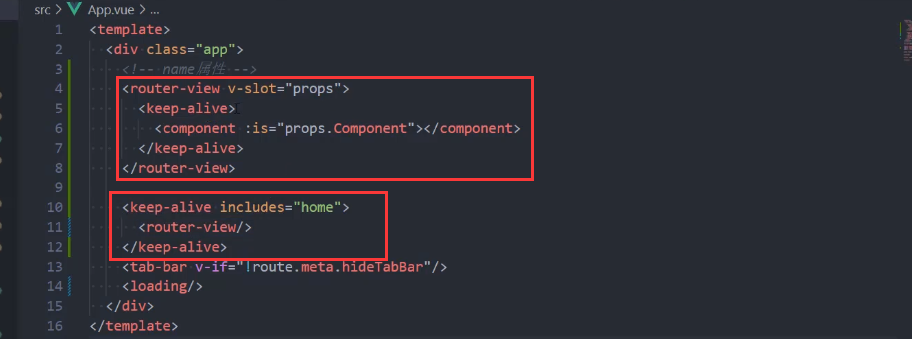 src > App.vue > ...
1 <template>
2 <div class="app">
3 <!-- name属性 -->
4 <router-view v-slot="props">
5 <keep-alive>
6 <component :is="props.Component"></component>
7 </keep-alive>
8 </router-view>
9
10 <keep-alive includes="home">
11 <router-view/>
12 </keep-alive>
13 <tab-bar v-if="!route.meta.hideTabBar"/>
14 <loading/>
15 </div>
16 </template>